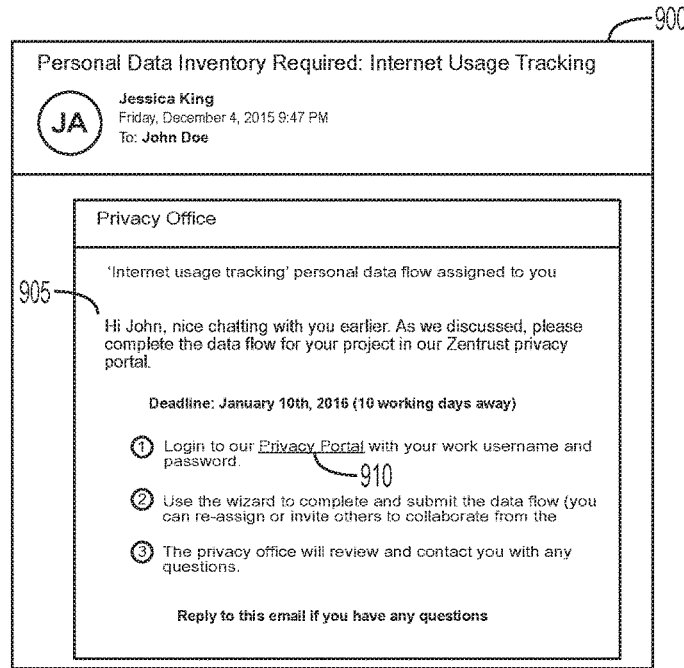 900
Personal Data Inventory Required: Internet Usage Tracking
JA
Jessica King
Friday, December 4, 2015 9:47 PM
To: John Doe
Privacy Office
'Internet usage tracking' personal data flow assigned to you
905
Hi John, nice chatting with you earlier. As we discussed, please
complete the data flow for your project in our Zentrust privacy
portal.
Deadline: January 10th, 2016 (10 working days away)
1 Login to our Privacy Portal with your work username and
password.
910
2 Use the wizard to complete and submit the data flow (you
can re-assign or invite others to collaborate from the
3 The privacy office will review and contact you with any
questions.
Reply to this email if you have any questions